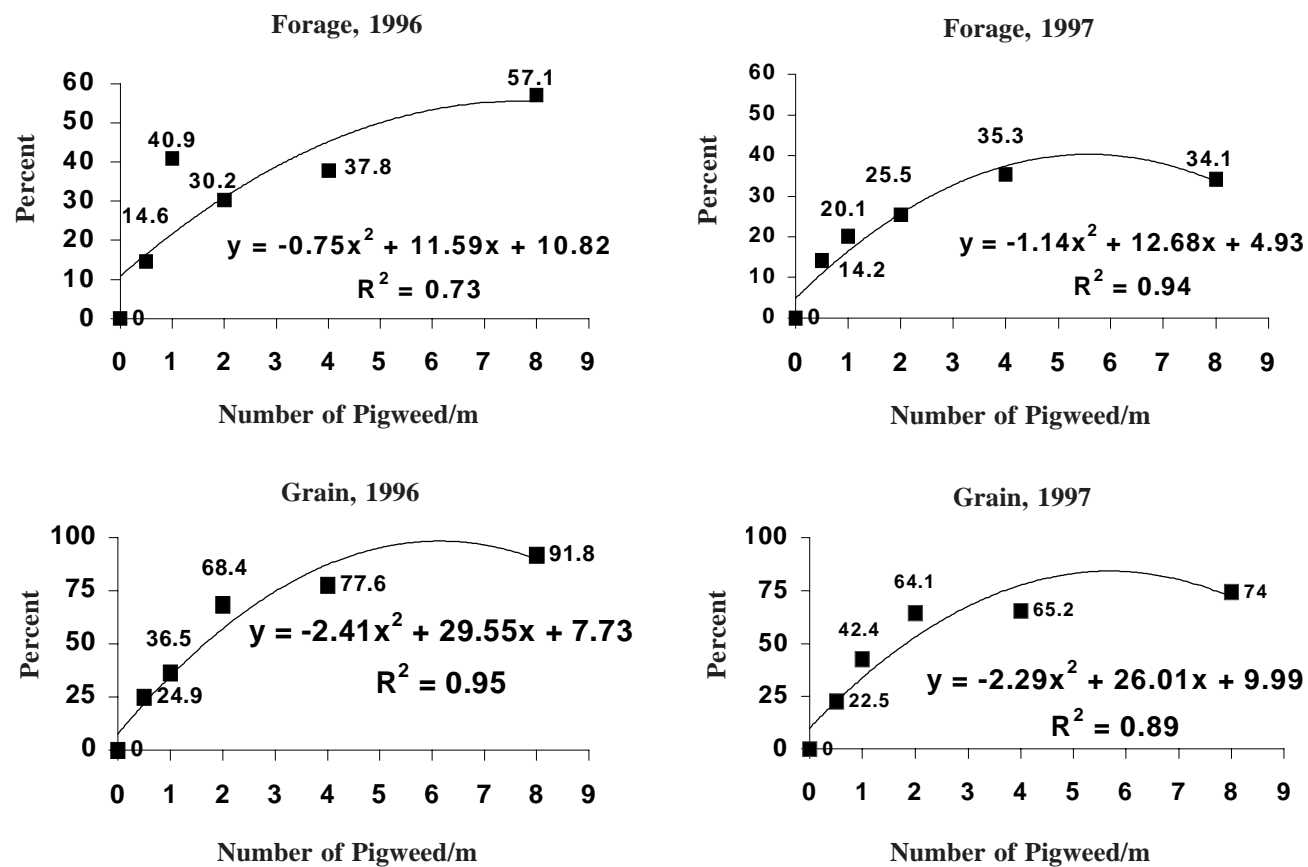 Forage, 1996
Percent
60
50
40
30
20
10
0
57.1
40.9
37.8
30.2
14.6
0
y = -0.75x² + 11.59x + 10.82
R² = 0.73
0 1 2 3 4 5 6 7 8 9
Number of Pigweed/m
Forage, 1997
Percent
60
50
40
30
20
10
0
35.3
34.1
25.5
20.1
14.2
0
y = -1.14x² + 12.68x + 4.93
R² = 0.94
0 1 2 3 4 5 6 7 8 9
Number of Pigweed/m
Grain, 1996
Percent
100
75
50
25
0
91.8
77.6
68.4
36.5
24.9
0
y = -2.41x² + 29.55x + 7.73
R² = 0.95
0 1 2 3 4 5 6 7 8 9
Number of Pigweed/m
Grain, 1997
Percent
100
75
50
25
0
74
65.2
64.1
42.4
22.5
0
y = -2.29x² + 26.01x + 9.99
R² = 0.89
0 1 2 3 4 5 6 7 8 9
Number of Pigweed/m